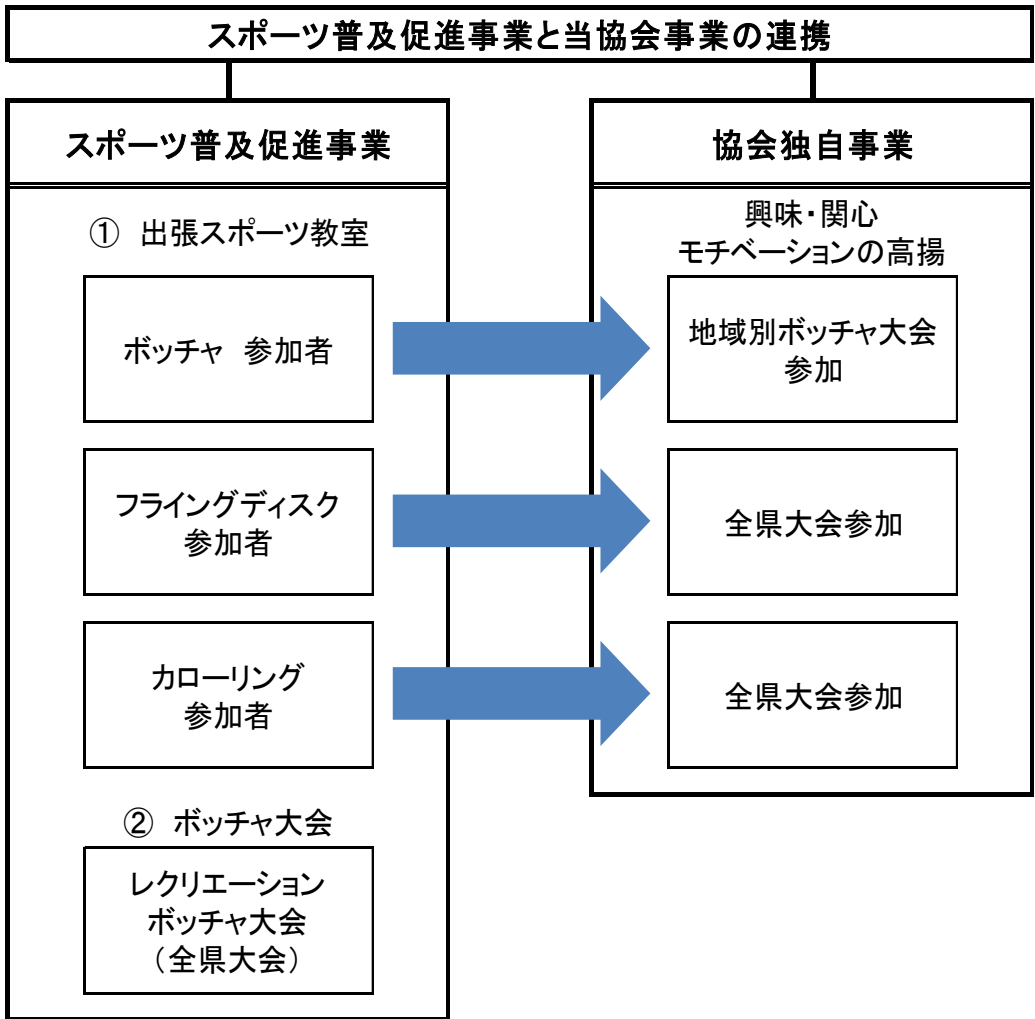 スポーツ普及促進事業と当協会事業の連携
スポーツ普及促進事業
① 出張スポーツ教室
ボッチャ 参加者
フライングディスク
参加者
カローリング
参加者
② ボッチャ大会
レクリエーション
ボッチャ大会
（全県大会）
協会独自事業
興味・関心
モチベーションの高揚
地域別ボッチャ大会
参加
全県大会参加
全県大会参加